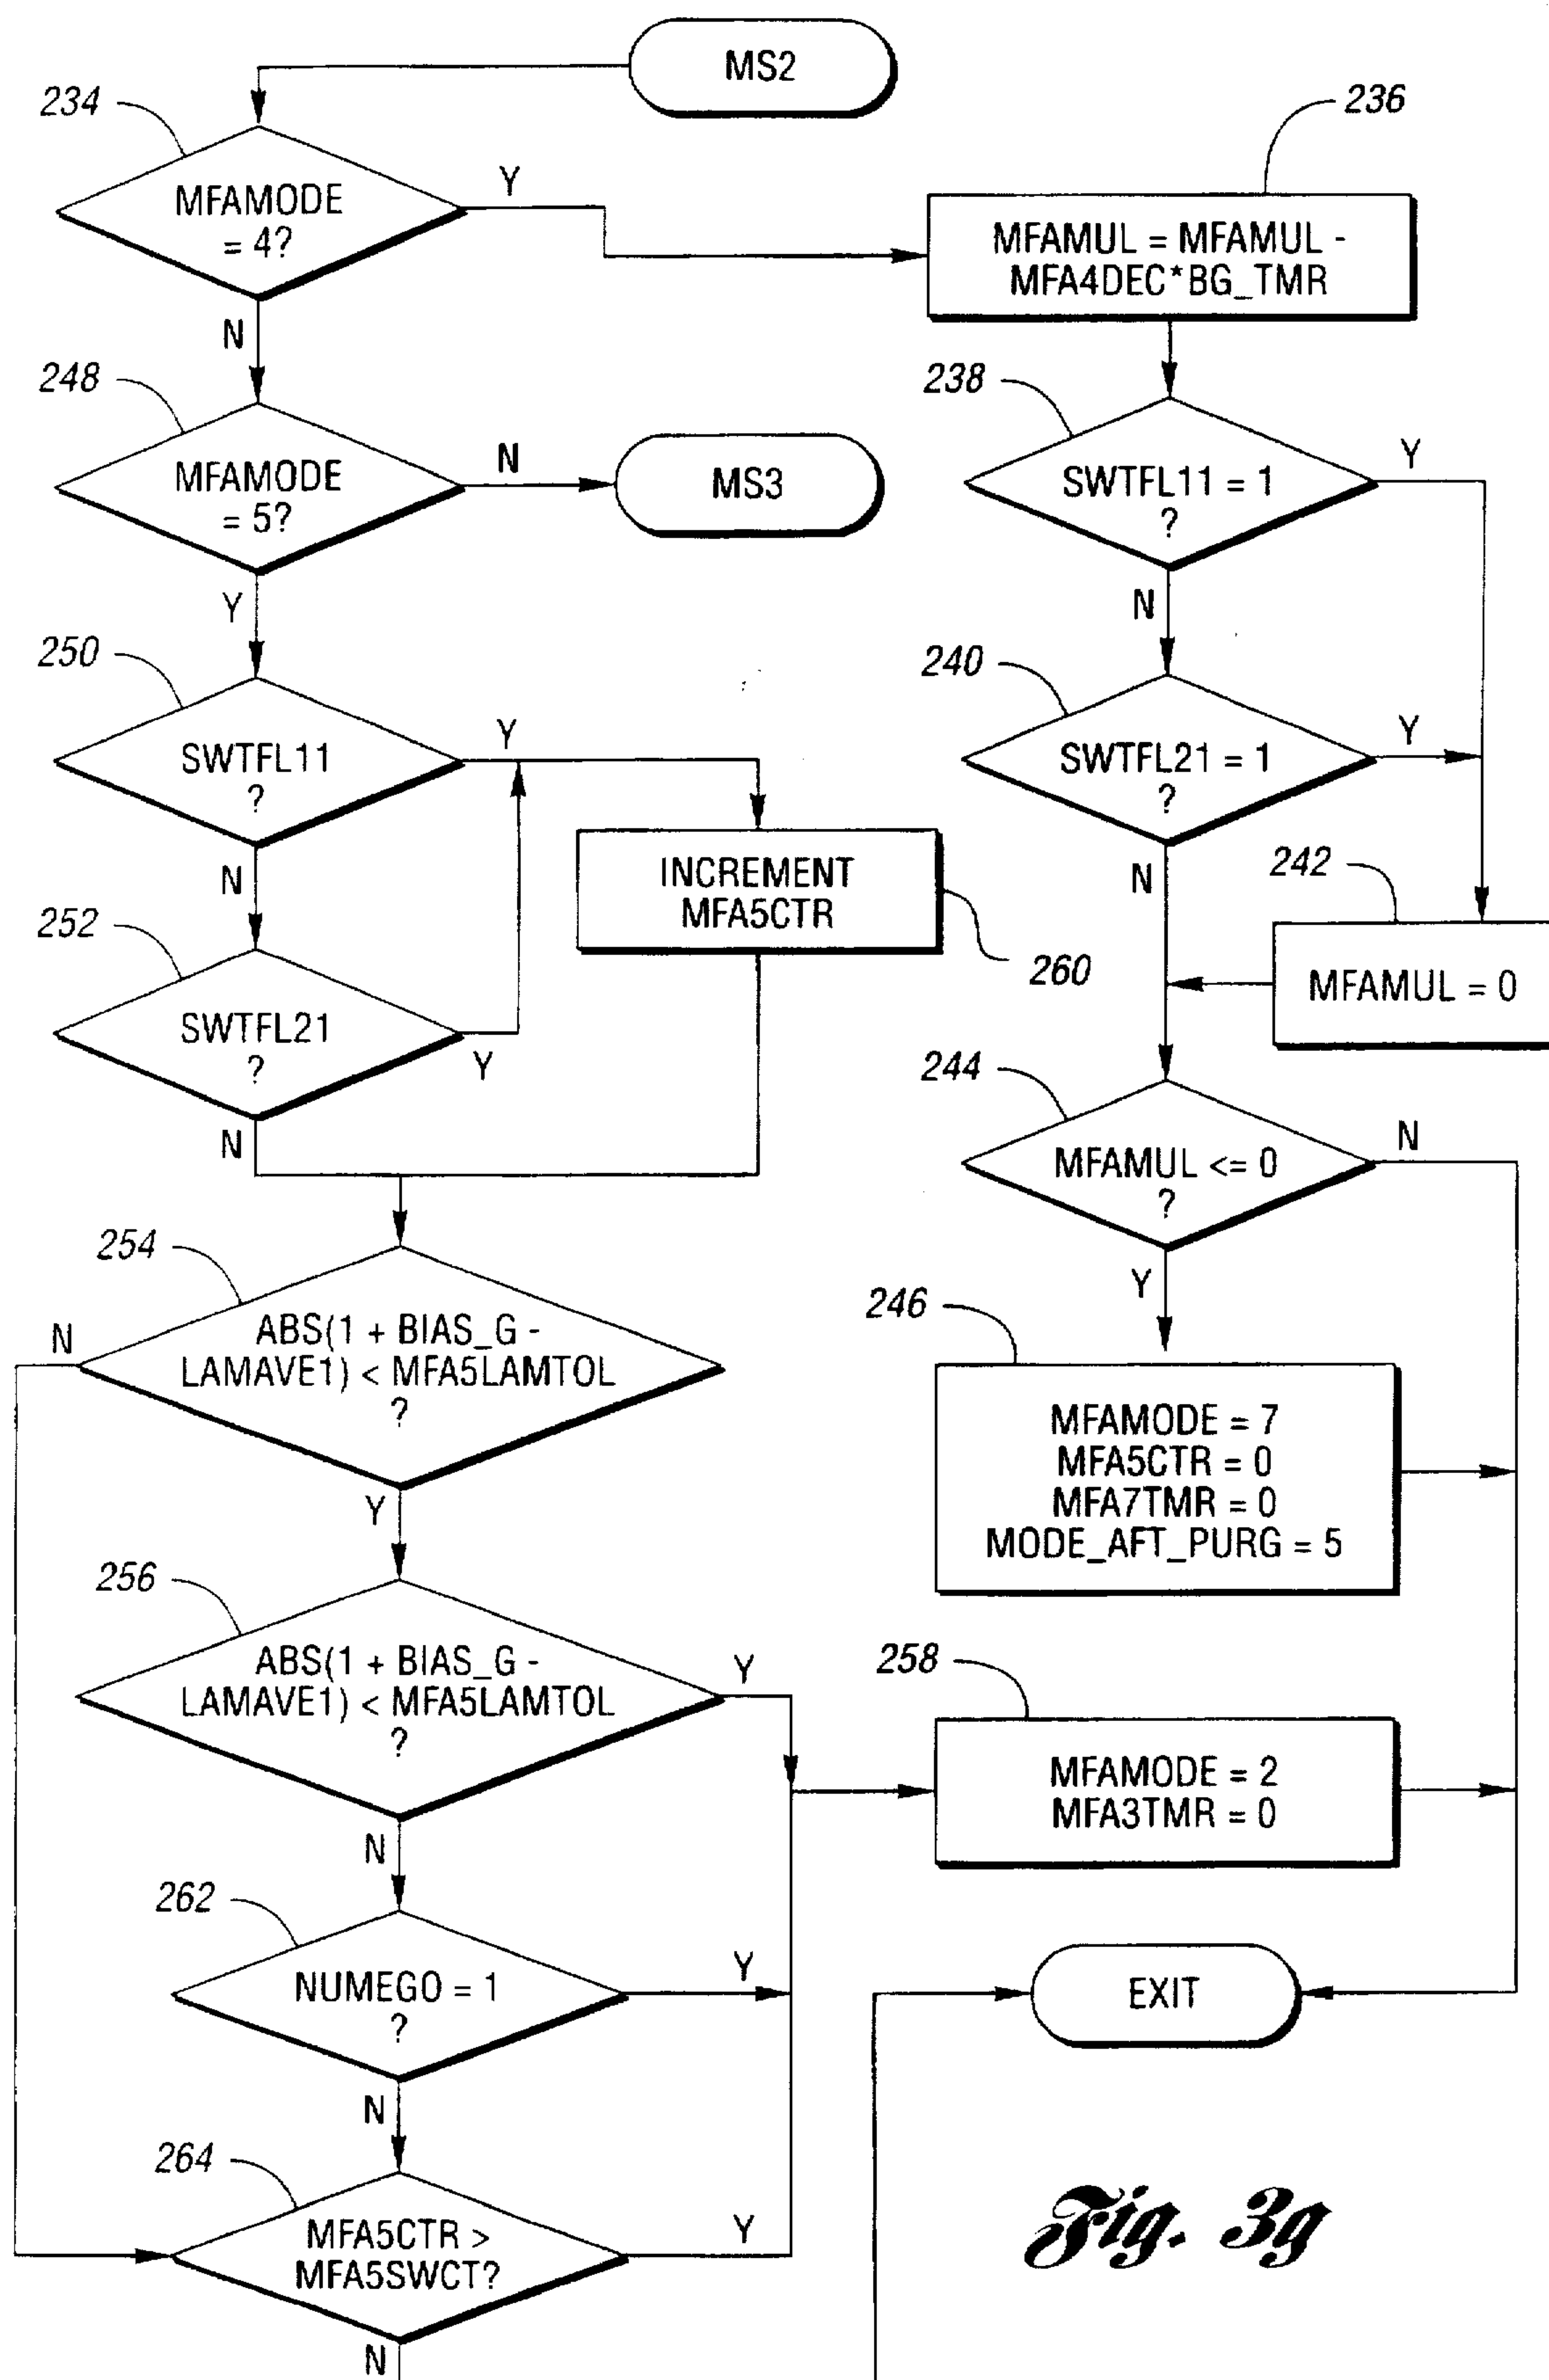 MS2
234
MFAMODE
= 4?
Y
N
236
MFAMUL = MFAMUL -
MFA4DEC*BG_TMR
248
MFAMODE
= 5?
N
MS3
Y
238
SWTFL11 = 1
?
Y
N
250
SWTFL11
?
Y
N
240
SWTFL21 = 1
?
Y
N
INCREMENT
MFA5CTR
260
242
MFAMUL = 0
252
SWTFL21
?
Y
N
244
MFAMUL <= 0
?
N
Y
254
ABS(1 + BIAS_G -
LAMAVE1) < MFA5LAMTOL
?
N
Y
246
MFAMODE = 7
MFA5CTR = 0
MFA7TMR = 0
MODE_AFT_PURG = 5
256
ABS(1 + BIAS_G -
LAMAVE1) < MFA5LAMTOL
?
Y
N
258
MFAMODE = 2
MFA3TMR = 0
262
NUMEGO = 1
?
Y
N
EXIT
264
MFA5CTR >
MFA5SWCT?
Y
N
Fig. 3g